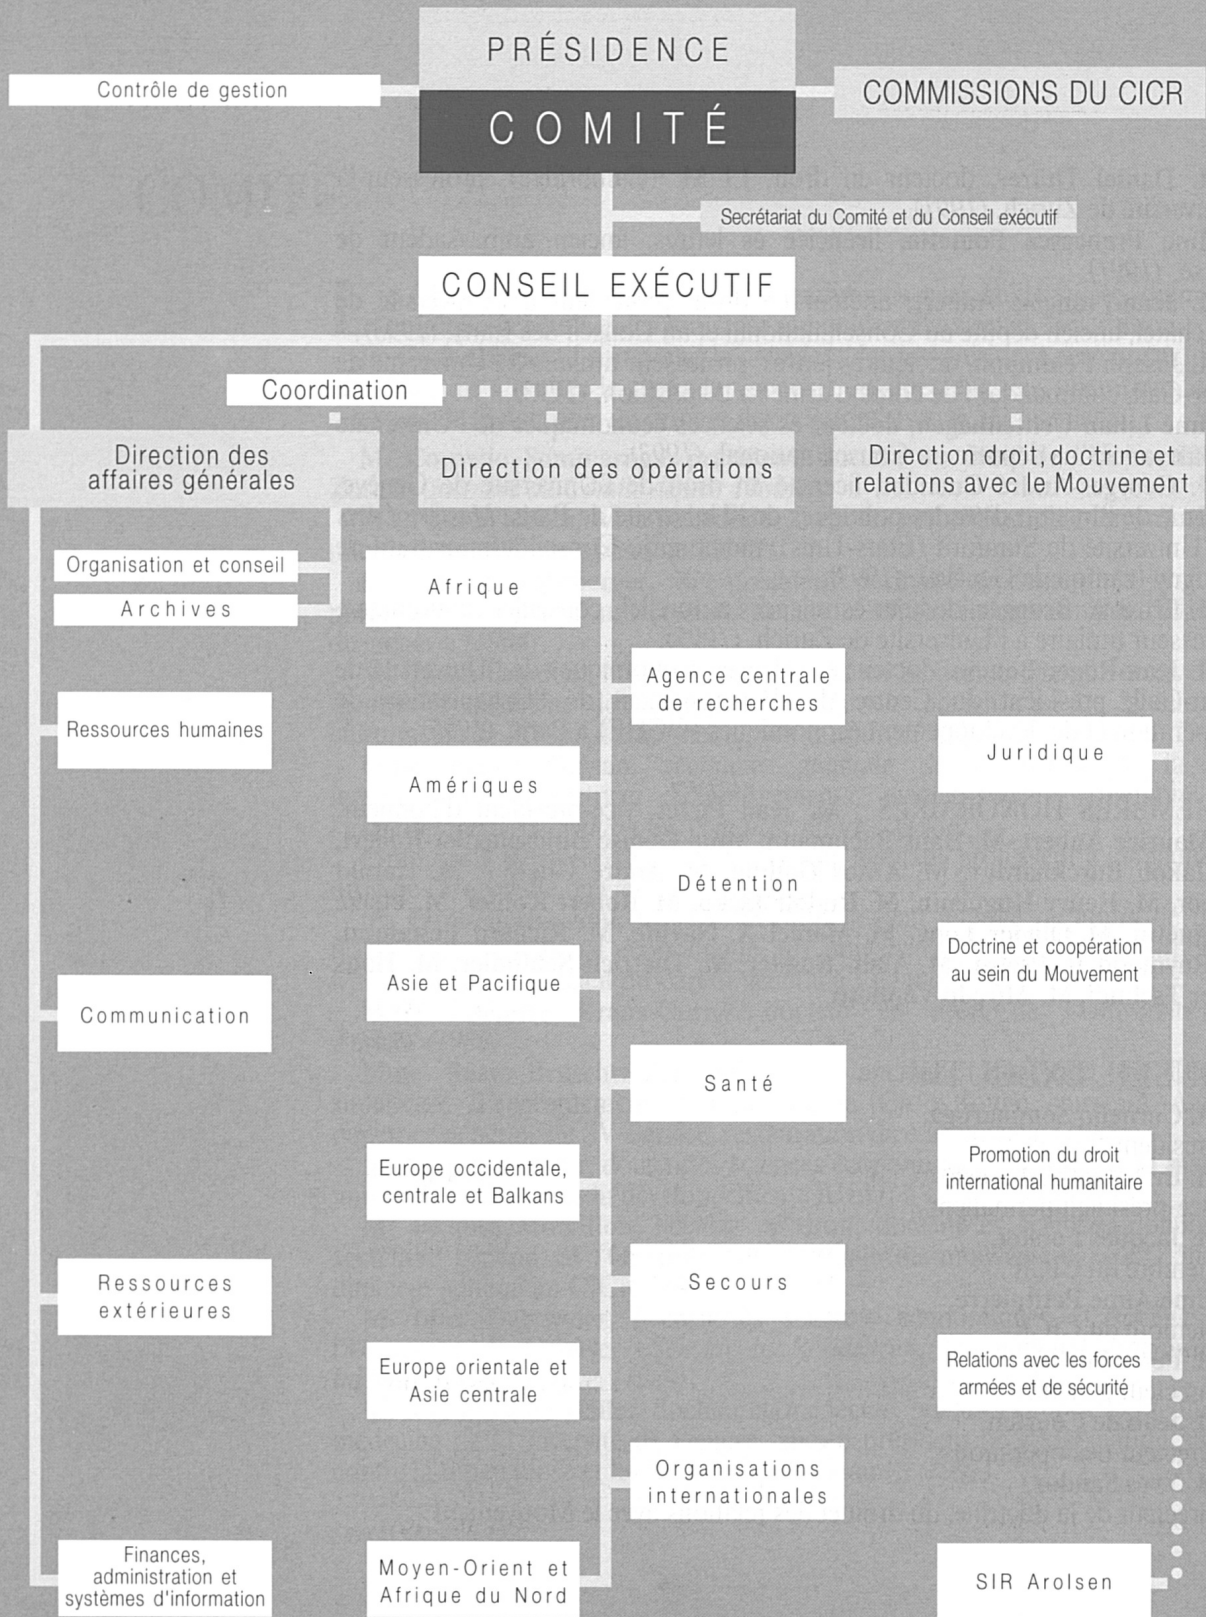 PRÉSIDENCE
Contrôle de gestion
COMMISSIONS DU CICR
COMITÉ
Secrétariat du Comité et du Conseil exécutif
CONSEIL EXÉCUTIF
Coordination
Direction des
affaires générales
Direction des opérations
Direction droit, doctrine et
relations avec le Mouvement
Organisation et conseil
Archives
Ressources humaines
Communication
Ressources
extérieures
Finances,
administration et
systèmes d'information
Afrique
Amériques
Asie et Pacifique
Europe occidentale,
centrale et Balkans
Europe orientale et
Asie centrale
Moyen-Orient et
Afrique du Nord
Agence centrale
de recherches
Détention
Santé
Secours
Organisations
internationales
Juridique
Doctrine et coopération
au sein du Mouvement
Promotion du droit
international humanitaire
Relations avec les forces
armées et de sécurité
SIR Arolsen